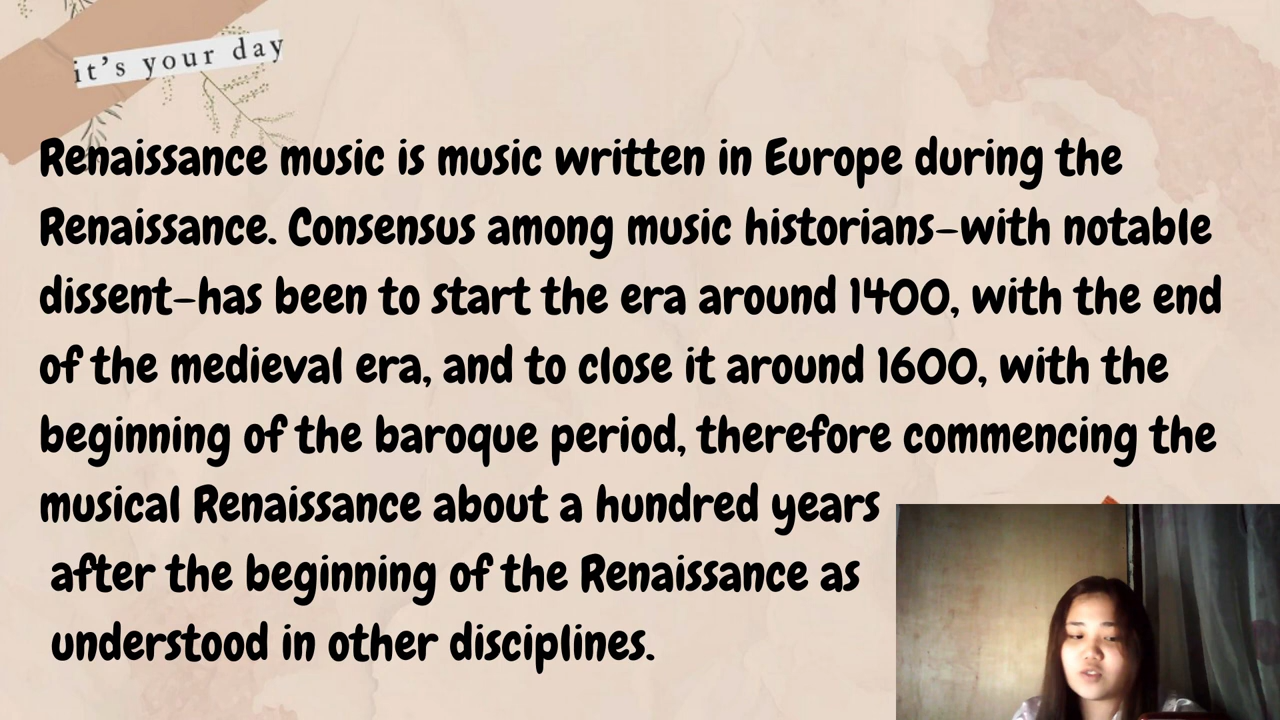 it's your day
Renaissance music is music written in Europe during the
Renaissance. Consensus among music historians–with notable
dissent–has been to start the era around 1400, with the end
of the medieval era, and to close it around 1600, with the
beginning of the baroque period, therefore commencing the
musical Renaissance about a hundred years
after the beginning of the Renaissance as
understood in other disciplines.